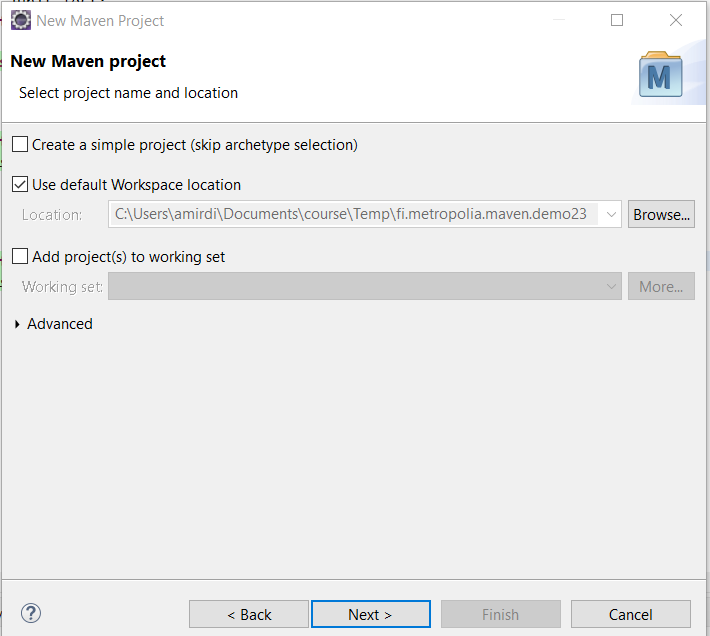 New Maven Project
New Maven project
Select project name and location
M
Create a simple project (skip archetype selection)
Use default Workspace location
Location: C:\Users\amirdi\Documents\course\Temp\fi.metropolia.maven.demo23 Browse...
Add project(s) to working set
Working set: More...
Advanced
? < Back Next > Finish Cancel